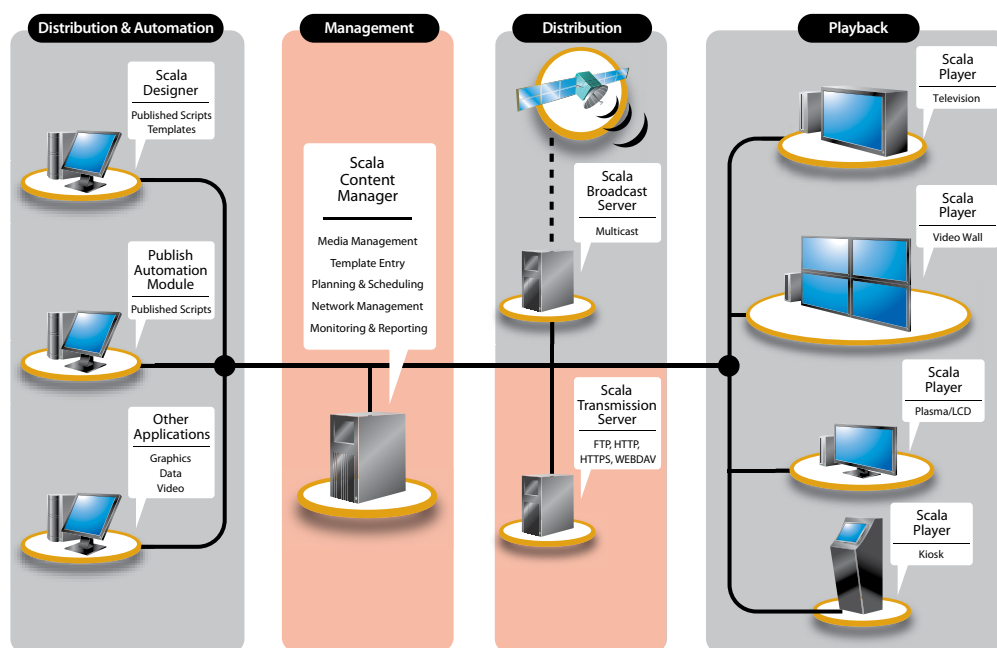 Distribution & Automation
Scala
Designer
Published Scripts
Templates
Publish
Automation
Module
Published Scripts
Other
Applications
Graphics
Data
Video
Management
Scala
Content
Manager
Media Management
Template Entry
Planning & Scheduling
Network Management
Monitoring & Reporting
Distribution
Scala
Broadcast
Server
Multicast
Scala
Transmission
Server
FTP, HTTP,
HTTPS, WEBDAV
Playback
Scala
Player
Television
Scala
Player
Video Wall
Scala
Player
Plasma/LCD
Scala
Player
Kiosk